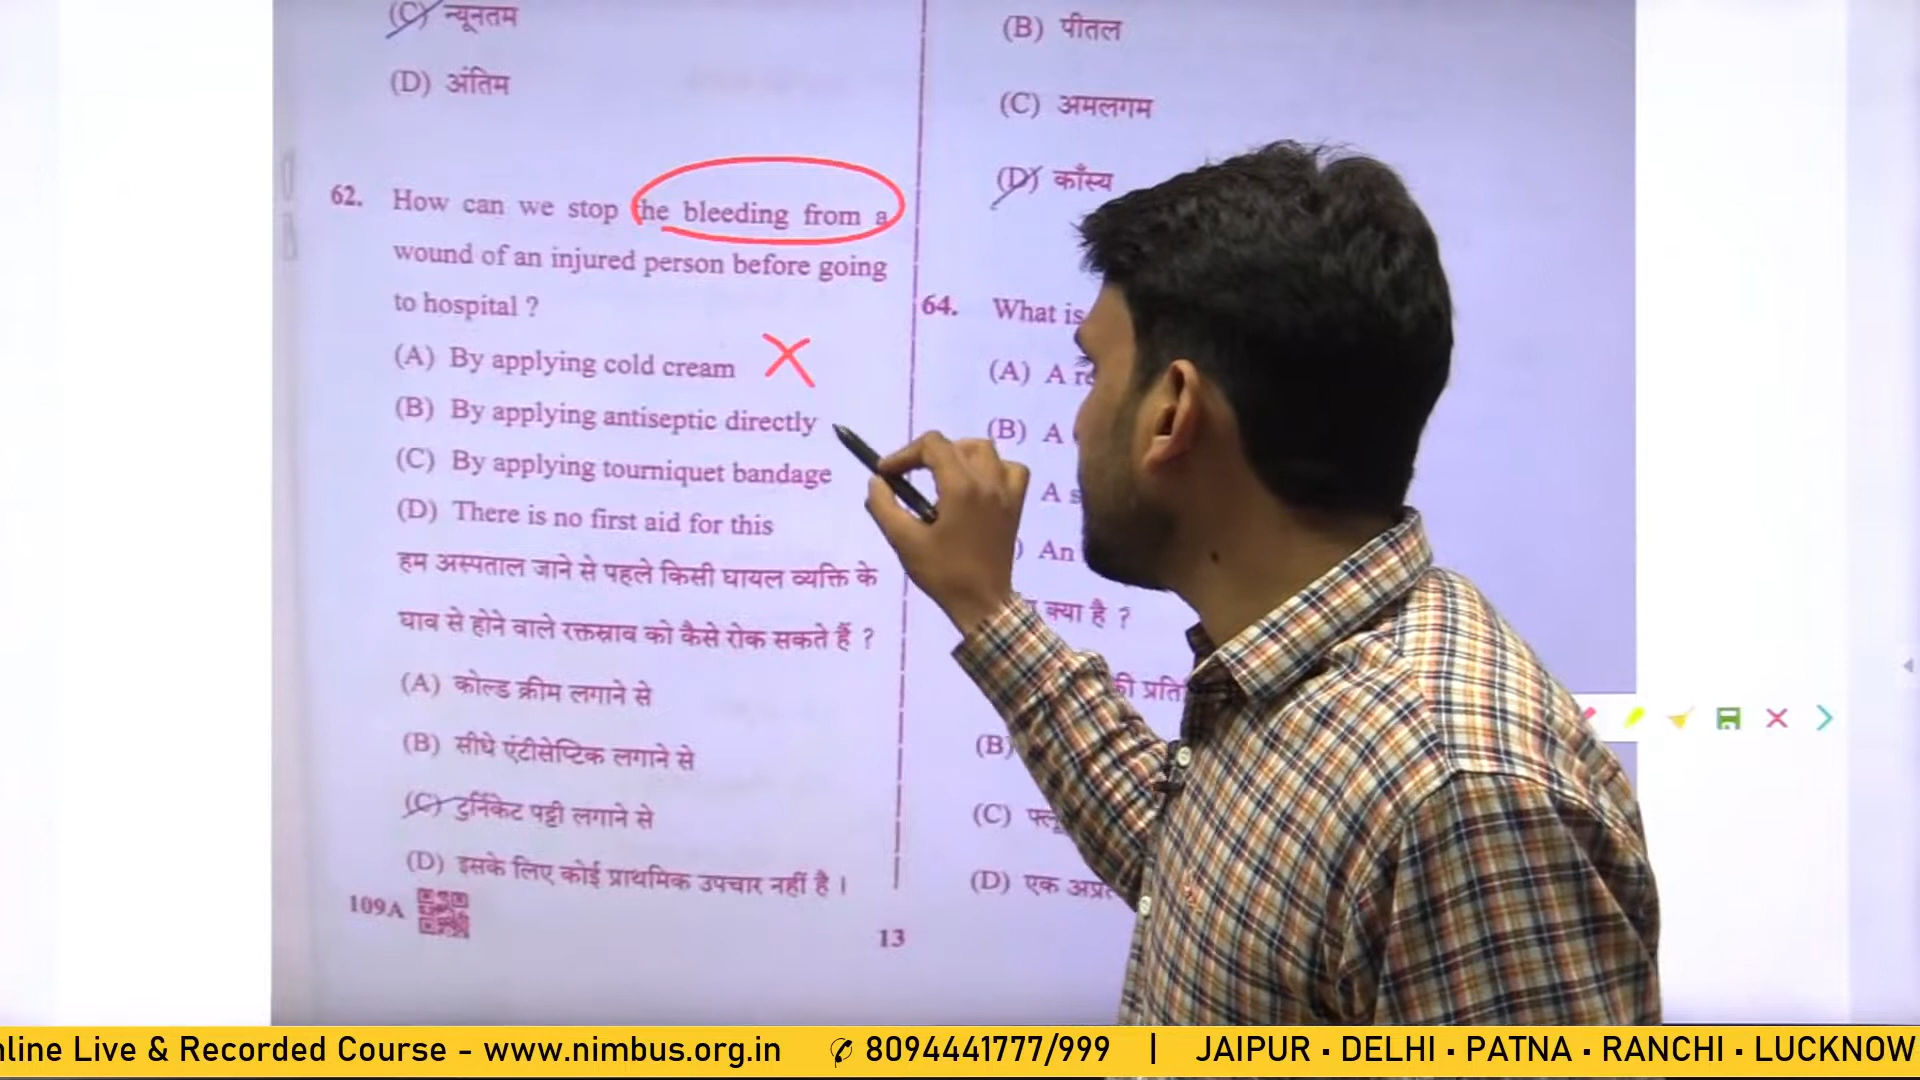 (C) न्यूनतम
(D) अंतिम
62. How can we stop the bleeding from a
wound of an injured person before going
to hospital ?
(A) By applying cold cream
(B) By applying antiseptic directly
(C) By applying tourniquet bandage
(D) There is no first aid for this
हम अस्पताल जाने से पहले किसी घायल व्यक्ति के
घाव से होने वाले रक्तस्राव को कैसे रोक सकते हैं ?
(A) कोल्ड क्रीम लगाने से
(B) सीधे एंटीसेप्टिक लगाने से
(C) टुर्निकेट पट्टी लगाने से
(D) इसके लिए कोई प्राथमिक उपचार नहीं है ।
109A
13
(B) पीतल
(C) अमलगम
(D) काँस्य
64. What is
(A) A
(B) A
A
An
क्या है ?
की
(B)
(C)
(D) एक
nline Live & Recorded Course - www.nimbus.org.in ✆ 8094441777/999 | JAIPUR ▪ DELHI ▪ PATNA ▪ RANCHI ▪ LUCKNOW